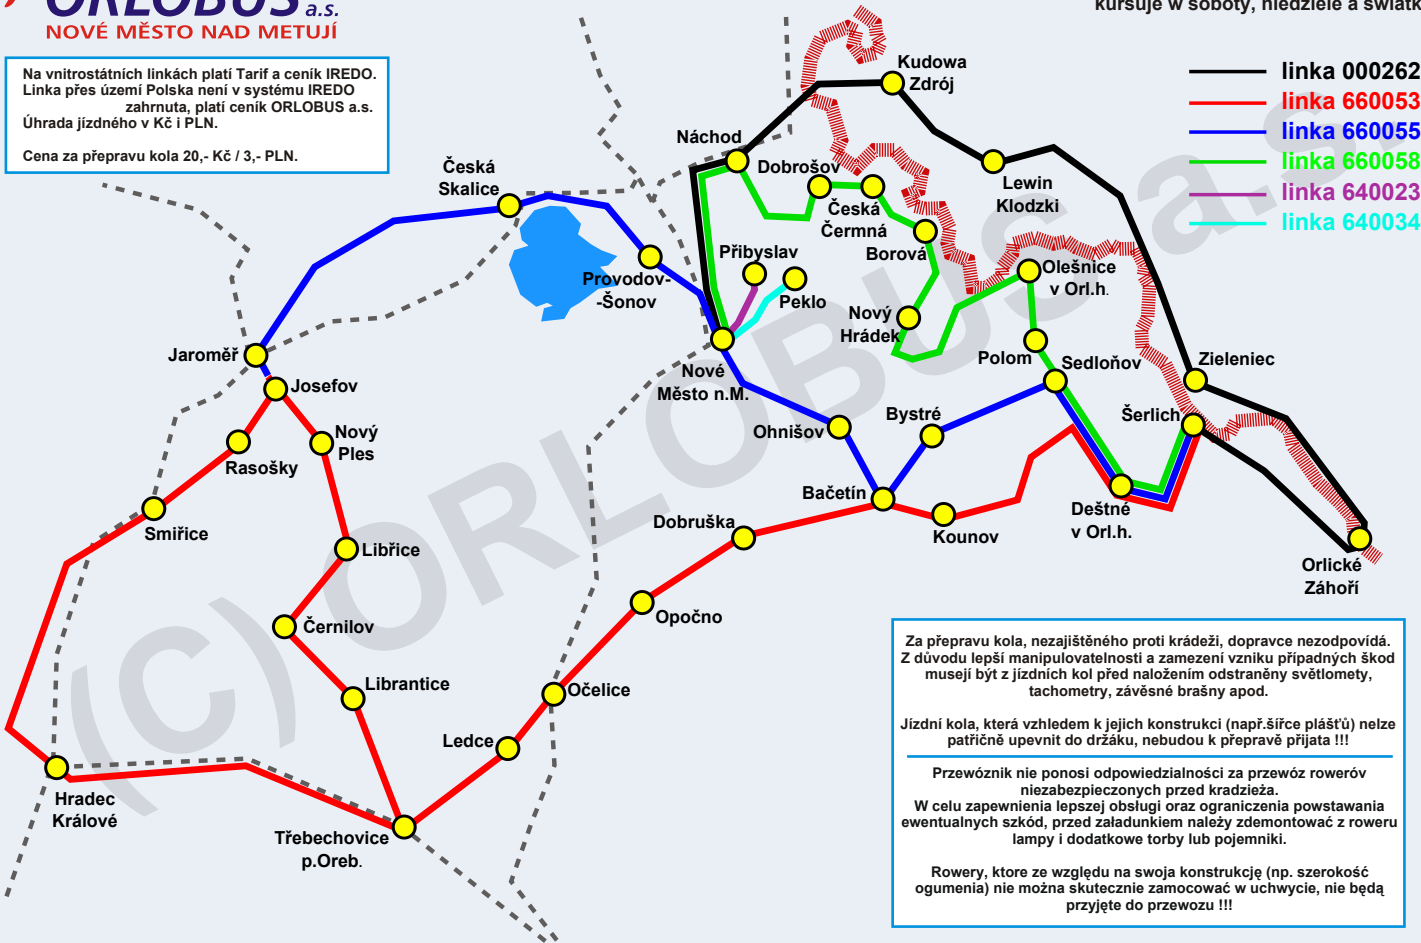 ORLOBUS a.s.
NOVÉ MĚSTO NAD METUJÍ
kursuje w soboty, niedziele a
Na vnitrostátních linkách platí Tarif a ceník IREDO.
Linka přes území Polska není v systému IREDO
zahrnuta, platí ceník ORLOBUS a.s.
Úhrada jízdného v Kč i PLN.
Cena za přepravu kola 20,- Kč / 3,- PLN.
linka 000262
linka 660053
linka 660055
linka 660058
linka 640023
linka 640034
Kudowa
Zdrój
Náchod
Dobrošov
Česká
Skalice
Lewin
Klodzki
Česká
Čermná
Borová
Přibyslav
Provodov-
-Šonov
Peklo
Olešnice
v Orl.h.
Nový
Hrádek
Jaroměř
Polom
Sedloňov
Zieleniec
Josefov
Nové
Město n.M.
Bystré
Šerlich
Ohnišov
Nový
Ples
Rasošky
Bačetín
Deštné
v Orl.h.
Smiřice
Dobruška
Kounov
Libřice
Orlické
Záhoří
Opočno
Černilov
Librantice
Očelice
Ledce
Hradec
Králové
Třebechovice
p.Oreb.
(C) ORLOBUS a.s.
Za přepravu kola, nezajištěného proti krádeži, dopravce nezodpovídá.
Z důvodu lepší manipulovatelnosti a zamezení vzniku případných škod
musejí být z jízdních kol před naložením odstraněny světlomety,
tachometry, závěsné brašny apod.
Jízdní kola, která vzhledem k jejich konstrukci (např.šířce plášťů) nelze
patřičně upevnit do držáku, nebudou k přepravě přijata !!!
Przewóznik nie ponosi odpowiedzialności za przewóz rowerów
niezabezpieczonych przed kradzieża.
W celu zapewnienia lepszej obsługi oraz ograniczenia powstawania
ewentualnych szkód, przed załadunkiem należy zdemontować z roweru
lampy i dodatkowe torby lub pojemniki.
Rowery, ktore ze względu na swoja konstrukcję (np. szerokość
ogumenia) nie można skutecznie zamocować w uchwycie, nie będą
przyjęte do przewozu !!!